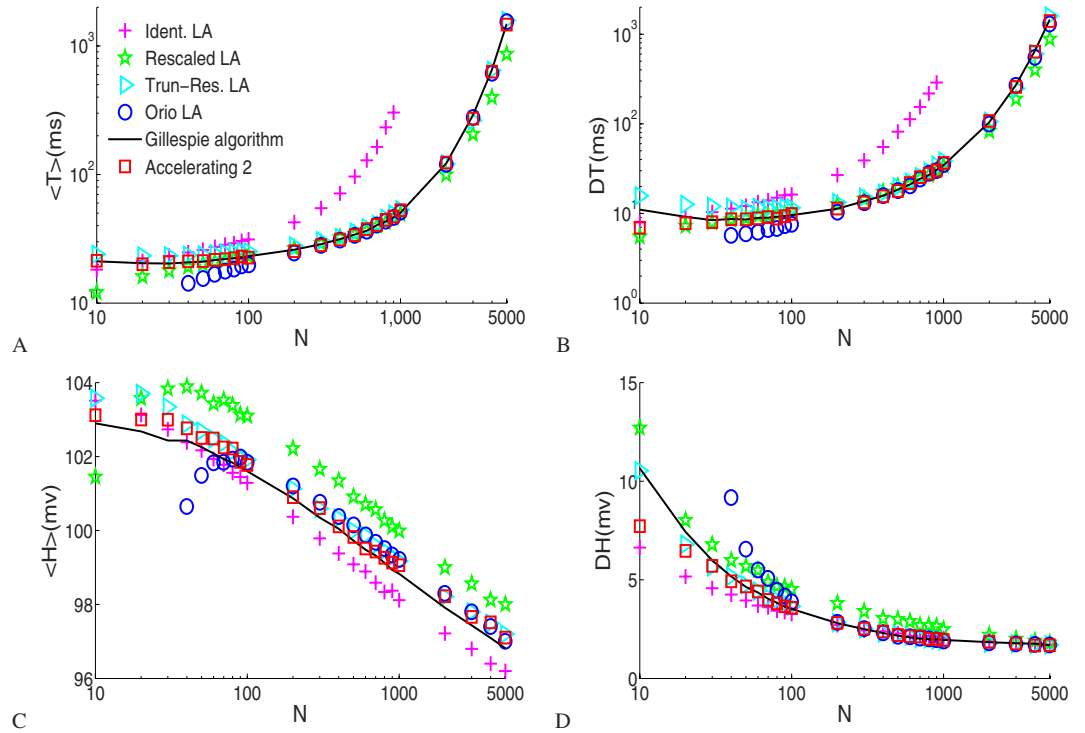 10²
10¹
10⁰
<T>(ms)
Ident. LA
Rescaled LA
Trun-Res. LA
Orio LA
Gillespie algorithm
Accelerating 2
10 100 1,000 5000
N
A
10³
10²
10¹
10⁰
DT(ms)
10 100 1000 5000
N
B
104
102
100
98
96
<H>(mv)
10 100 1000 5000
N
C
15
10
5
0
DH(mv)
10 100 1000 5000
N
D